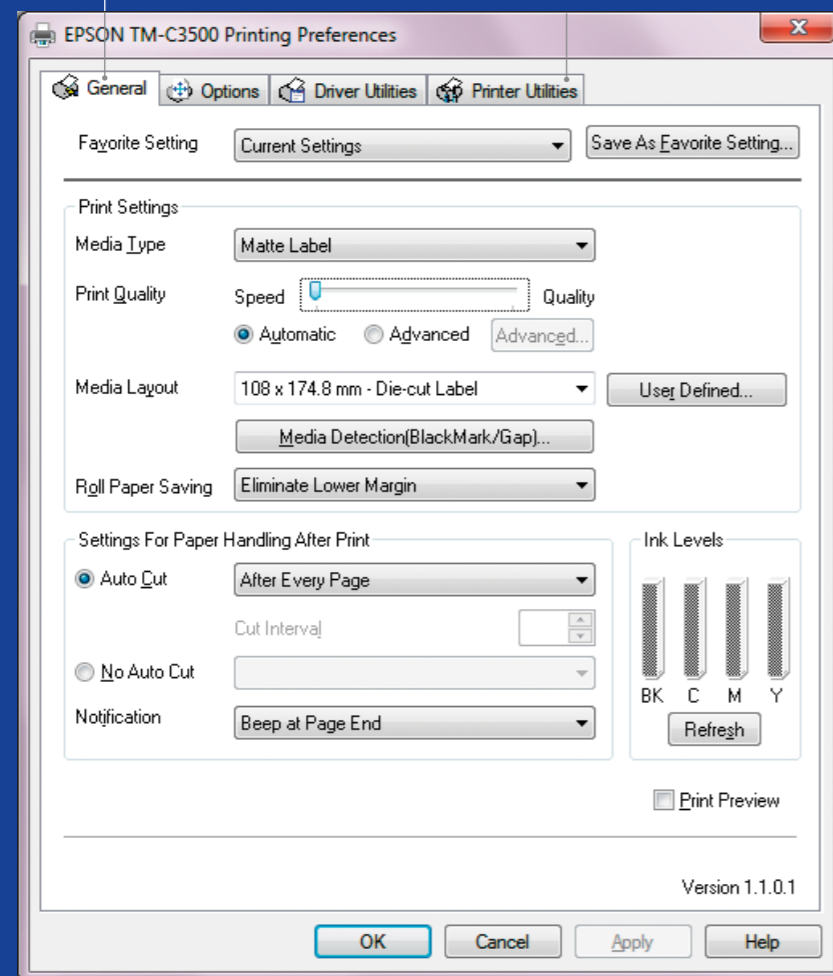 EPSON TM-C3500 Printing Preferences
General Options Driver Utilities Printer Utilities
Favorite Setting Current Settings Save As Favorite Setting...
Print Settings
Media Type Matte Label
Print Quality Speed Quality
Automatic Advanced Advanced...
Media Layout 108 x 174.8 mm - Die-cut Label User Defined...
Media Detection(BlackMark/Gap)...
Roll Paper Saving Eliminate Lower Margin
Settings For Paper Handling After Print Ink Levels
Auto Cut After Every Page
Cut Interval
No Auto Cut
BK C M Y
Notification Beep at Page End Refresh
Print Preview
Version 1.1.0.1
OK Cancel Apply Help